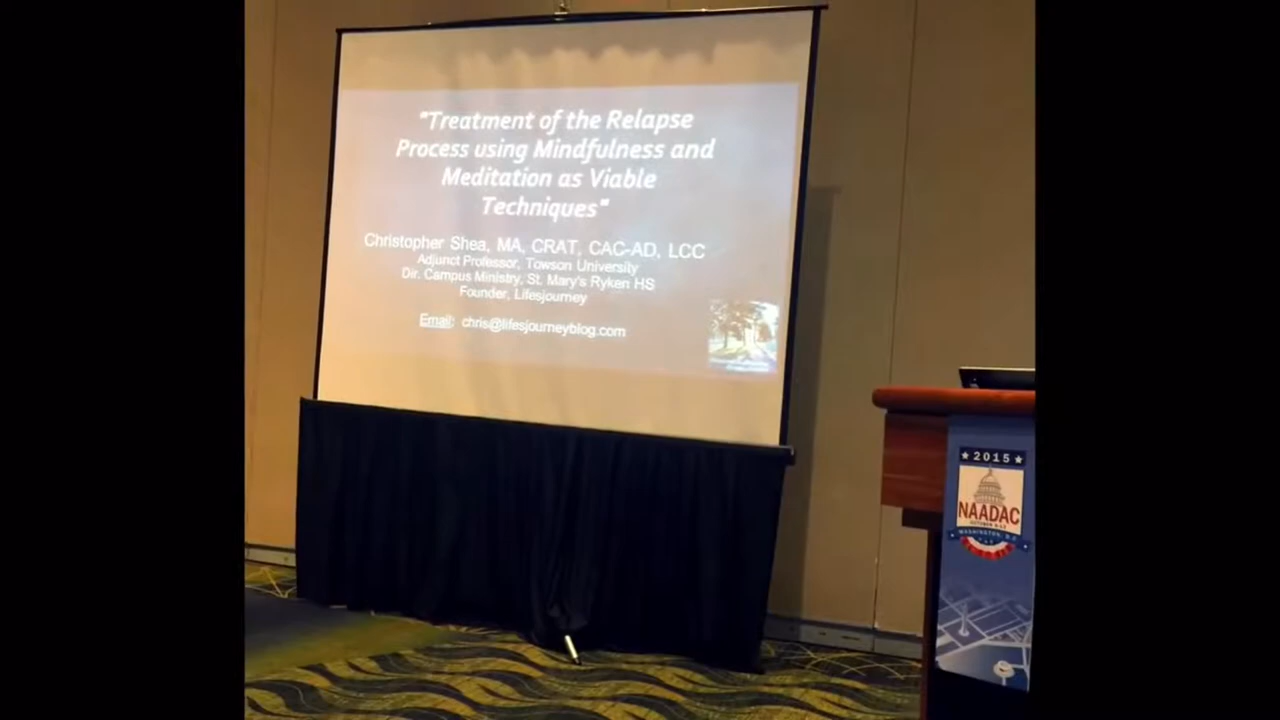 "Treatment of the Relapse
Process using Mindfulness and
Meditation as Viable
Techniques"
Christopher Shea, MA, CRAT, CAC-AD, LCC
Adjunct Professor, Towson University
Dir. Campus Ministry, St. Mary's Ryken HS
Founder, Lifesjourney
Email: chris@lifesjourneyblog.com
2015
NAADAC
WASHINGTON, D.C.